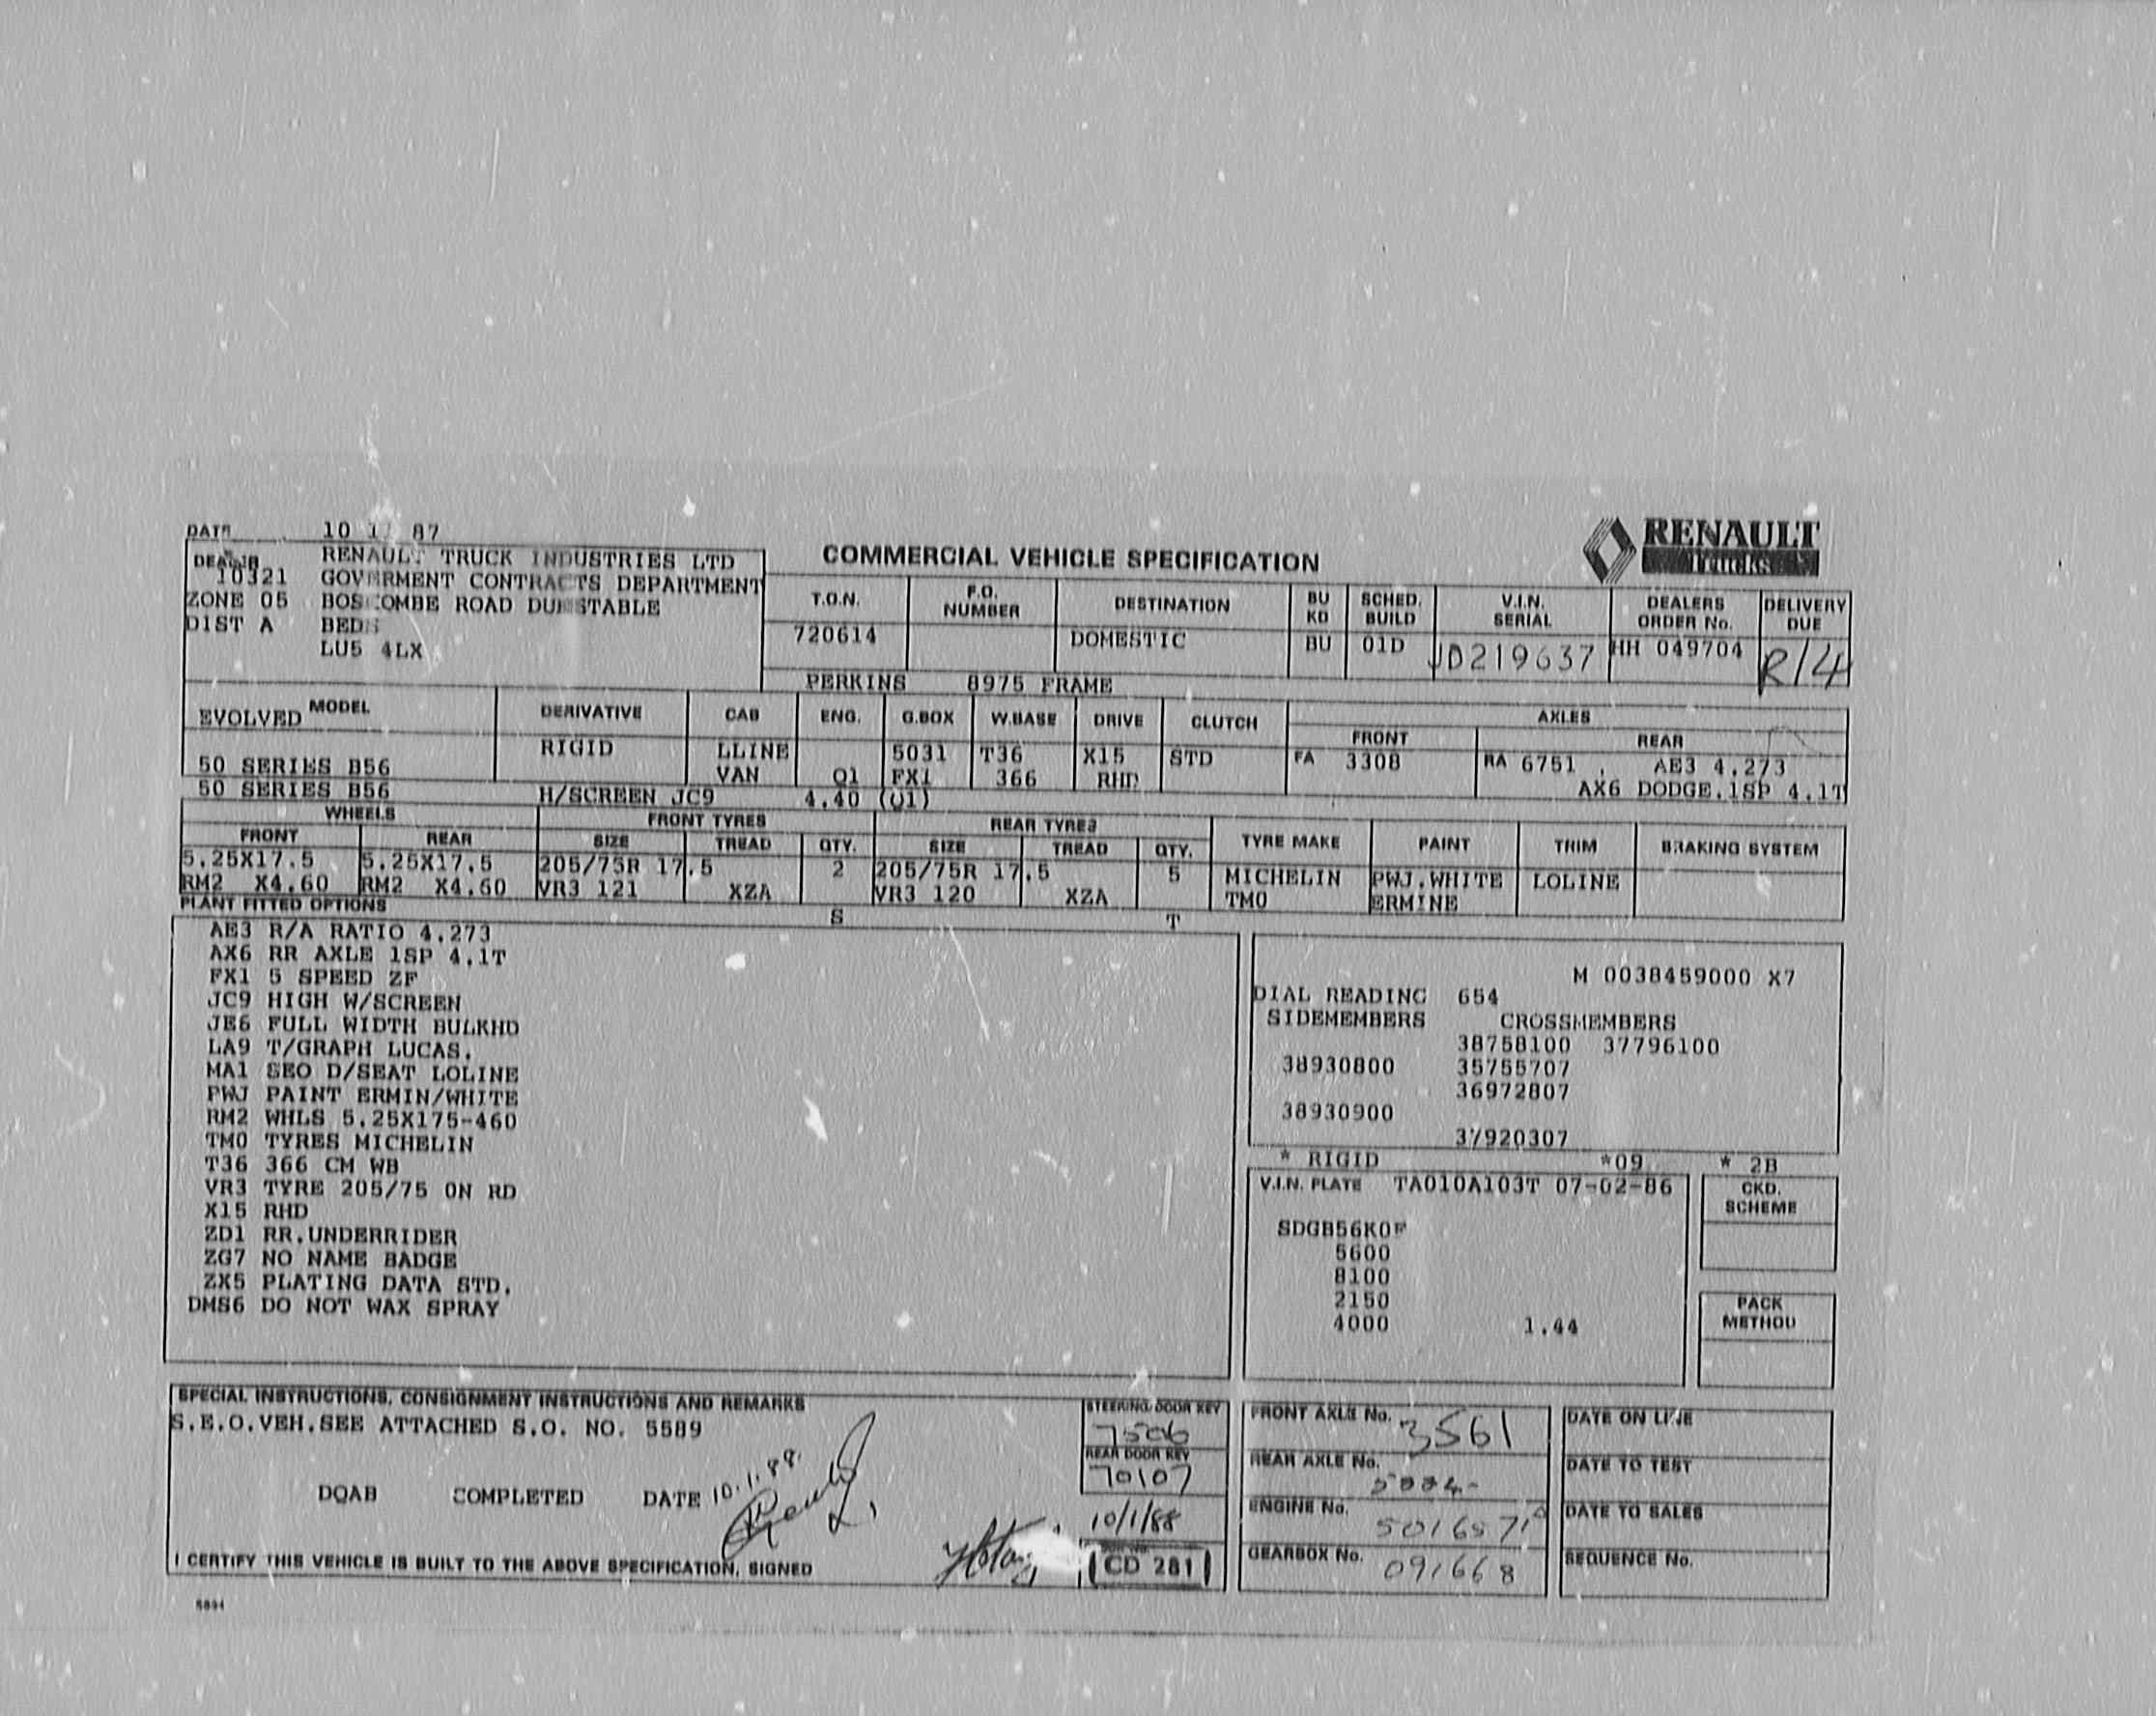 RENAULT
Trucks
COMMERCIAL VEHICLE SPECIFICATION
10 87
RENAULT TRUCK INDUSTRIES LTD
10321 GOVERMENT CONTRACTS DEPARTMENT
ZONE 05 BOSCOMBE ROAD DUNSTABLE
DIST A BEDS
LU5 4LX
T.O.N. F.O. NUMBER DESTINATION BU KD SCHED. BUILD V.I.N. SERIAL DEALERS ORDER No. DELIVERY DUE
720614 DOMESTIC BU 01D JD219637 HH 049704 R/14
PERKINS 8975 FRAME
MODEL DERIVATIVE CAB ENG. G.BOX W.BASE DRIVE CLUTCH AXLES
EVOLVED FRONT REAR
RIGID LLINE 5031 T36 X15 STD FA 3308 RA 6751 , AE3 4.273
50 SERIES B56 VAN Q1 FX1 366 RHD AX6 DODGE.1SP 4.1T
50 SERIES B56 H/SCREEN JC9 4.40 (Q1)
WHEELS FRONT TYRES REAR TYRES
FRONT REAR SIZE TREAD QTY. SIZE TREAD QTY. TYRE MAKE PAINT TRIM BRAKING SYSTEM
5.25X17.5 5.25X17.5 205/75R 17.5 2 205/75R 17.5 5 MICHELIN PWJ.WHITE LOLINE
RM2 X4.60 RM2 X4.60 VR3 121 XZA VR3 120 XZA TM0 ERMINE
PLANT FITTED OPTIONS S T
AE3 R/A RATIO 4.273
AX6 RR AXLE 1SP 4.1T
FX1 5 SPEED ZF
JC9 HIGH W/SCREEN
JE6 FULL WIDTH BULKHD
LA9 T/GRAPH LUCAS.
MA1 SEO D/SEAT LOLINE
PWJ PAINT ERMIN/WHITE
RM2 WHLS 5.25X175-460
TM0 TYRES MICHELIN
T36 366 CM WB
VR3 TYRE 205/75 ON RD
X15 RHD
ZD1 RR.UNDERRIDER
ZG7 NO NAME BADGE
ZX5 PLATING DATA STD.
DMS6 DO NOT WAX SPRAY
M 0038459000 X7
DIAL READING 654
SIDEMEMBERS CROSSMEMBERS
38758100 37796100
38930800 35755707
36972807
38930900
37920307
* RIGID *09 * 2B
V.I.N. PLATE TA010A103T 07-02-86
SDGB56K0
5600
8100
2150
4000 1.44
CKD. SCHEME
PACK METHOD
SPECIAL INSTRUCTIONS, CONSIGNMENT INSTRUCTIONS AND REMARKS
S.E.O.VEH.SEE ATTACHED S.O. NO. 5589
DQAB COMPLETED DATE 10.1.88.
I CERTIFY THIS VEHICLE IS BUILT TO THE ABOVE SPECIFICATION, SIGNED
STEERING/DOOR KEY
7506
REAR DOOR KEY
70107
10/1/88
CD 281
FRONT AXLE No. 3561
REAR AXLE No.
ENGINE No.
GEARBOX No. 091668
DATE ON LINE
DATE TO TEST
DATE TO SALES
SEQUENCE No.
5894